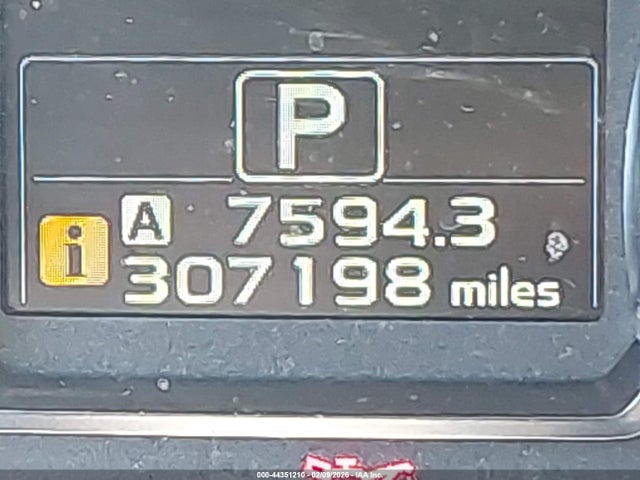 P
A 7594.3
i
307198 miles
000-44351210 - 02/09/2026 - IAA Inc.